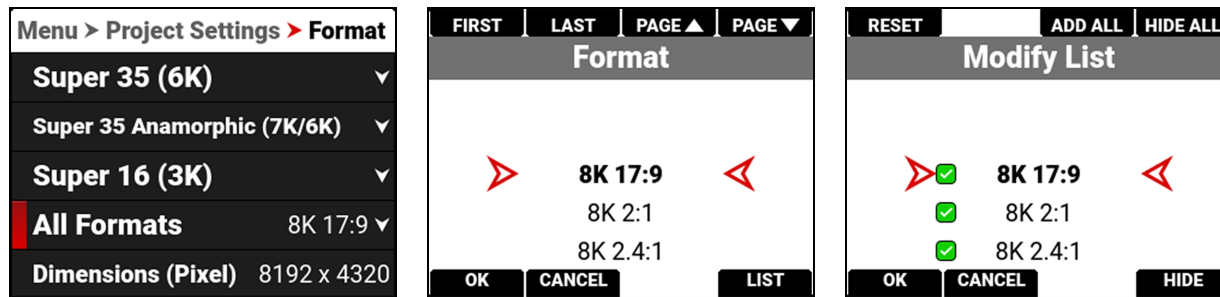 Menu > Project Settings > Format
Super 35 (6K)
Super 35 Anamorphic (7K/6K)
Super 16 (3K)
All Formats 8K 17:9
Dimensions (Pixel) 8192 x 4320
FIRST LAST PAGE▲ PAGE▼
Format
8K 17:9
8K 2:1
8K 2.4:1
OK CANCEL LIST
RESET ADD ALL HIDE ALL
Modify List
8K 17:9
8K 2:1
8K 2.4:1
OK CANCEL HIDE